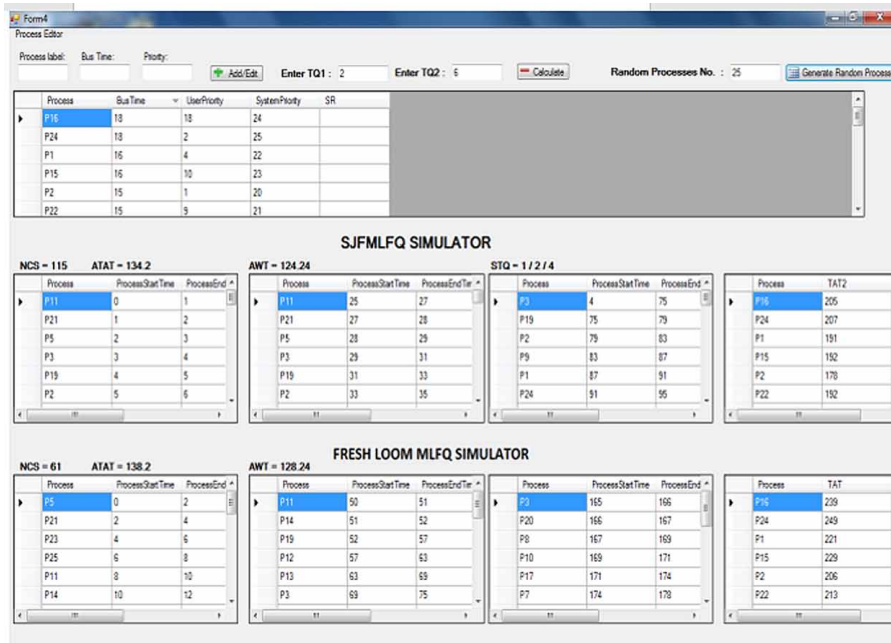 Form4
Process Editor
Process label: Bus Time: Priority:
Add/Edit Enter TQ1 : 2 Enter TQ2 : 6 Calculate Random Processes No. : 25 Generate Random Process
Process BusTime UserPriority SystemPriority SR
P16 18 18 24
P24 18 2 25
P1 16 4 22
P15 16 10 23
P2 15 1 20
P22 15 9 21
SJFMLFQ SIMULATOR
NCS = 115 ATAT = 134.2 AWT = 124.24 STQ = 1 / 2 / 4
Process ProcessStartTime ProcessEnd Process ProcessStartTime ProcessEndTir Process ProcessStartTime ProcessEnd Process TAT2
P11 0 1 P11 25 27 P3 4 75 P16 205
P21 1 2 P21 27 28 P19 75 79 P24 207
P5 2 3 P5 28 29 P2 79 83 P1 191
P3 3 4 P3 29 31 P9 83 87 P15 192
P19 4 5 P19 31 33 P1 87 91 P2 178
P2 5 6 P2 33 35 P24 91 95 P22 192
FRESH LOOM MLFQ SIMULATOR
NCS = 61 ATAT = 138.2 AWT = 128.24
Process ProcessStartTime ProcessEnd Process ProcessStartTime ProcessEndTir Process ProcessStartTime ProcessEnd Process TAT
P5 0 2 P11 50 51 P3 165 166 P16 239
P21 2 4 P14 51 52 P20 166 167 P24 249
P23 4 6 P19 52 57 P8 167 169 P1 221
P25 6 8 P12 57 63 P10 169 171 P15 229
P11 8 10 P13 63 69 P17 171 174 P2 206
P14 10 12 P3 69 75 P7 174 178 P22 213